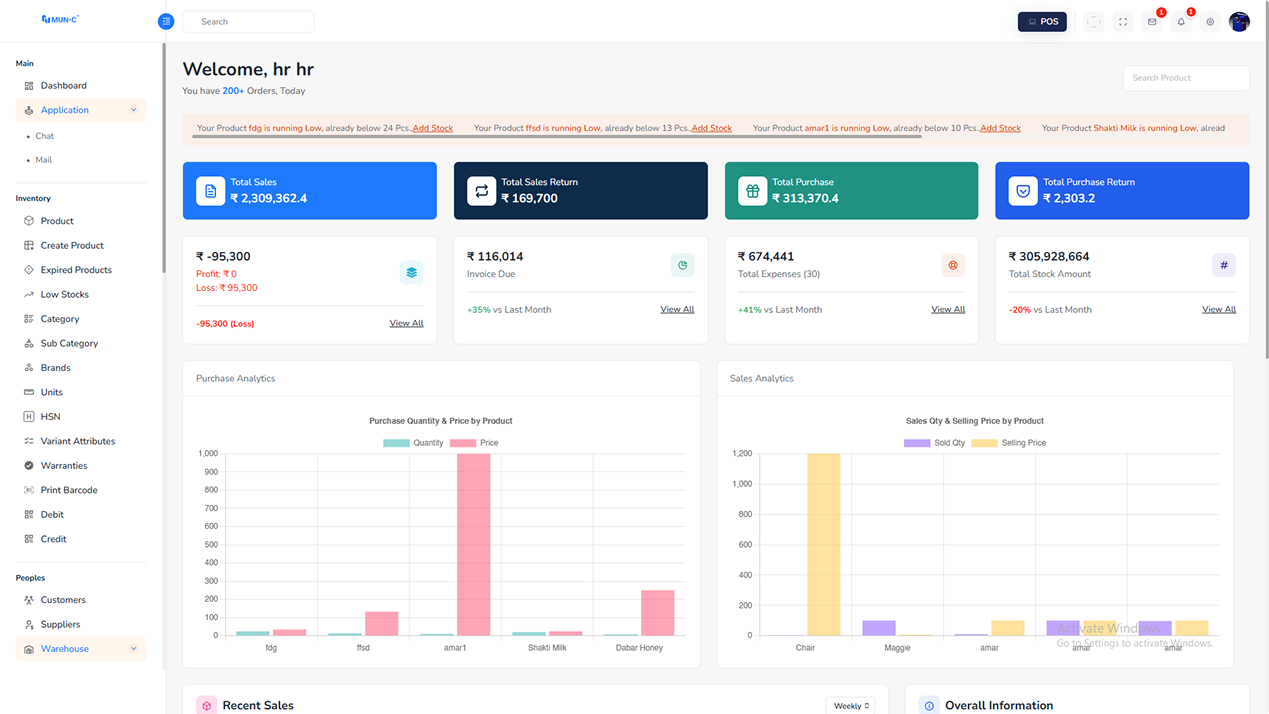 MUN-C
Search
POS
1
1
Main
Dashboard
Application
Chat
Mail
Inventory
Product
Create Product
Expired Products
Low Stocks
Category
Sub Category
Brands
Units
H HSN
Variant Attributes
Warranties
Print Barcode
Debit
Credit
Peoples
Customers
Suppliers
Warehouse
Welcome, hr hr
You have 200+ Orders, Today
Search Product
Your Product fdg is running Low, already below 24 Pcs.,Add Stock
Your Product ffsd is running Low, already below 13 Pcs.,Add Stock
Your Product amar1 is running Low, already below 10 Pcs.,Add Stock
Your Product Shakti Milk is running Low, alread
Total Sales
₹ 2,309,362.4
Total Sales Return
₹ 169,700
Total Purchase
₹ 313,370.4
Total Purchase Return
₹ 2,303.2
₹ -95,300
Profit: ₹ 0
Loss: ₹ 95,300
-95,300 (Loss)
View All
₹ 116,014
Invoice Due
+35% vs Last Month
View All
₹ 674,441
Total Expenses (30)
+41% vs Last Month
View All
₹ 305,928,664
Total Stock Amount
#
-20% vs Last Month
View All
Purchase Analytics
Purchase Quantity & Price by Product
Quantity
Price
1,000
900
800
700
600
500
400
300
200
100
0
fdg
ffsd
amar1
Shakti Milk
Dabar Honey
Sales Analytics
Sales Qty & Selling Price by Product
Sold Qty
Selling Price
1,200
1,000
800
600
400
200
0
Chair
Maggie
amar
amar
amar
Activate Windows
Go to Settings to activate Windows.
Recent Sales
Weekly
Overall Information